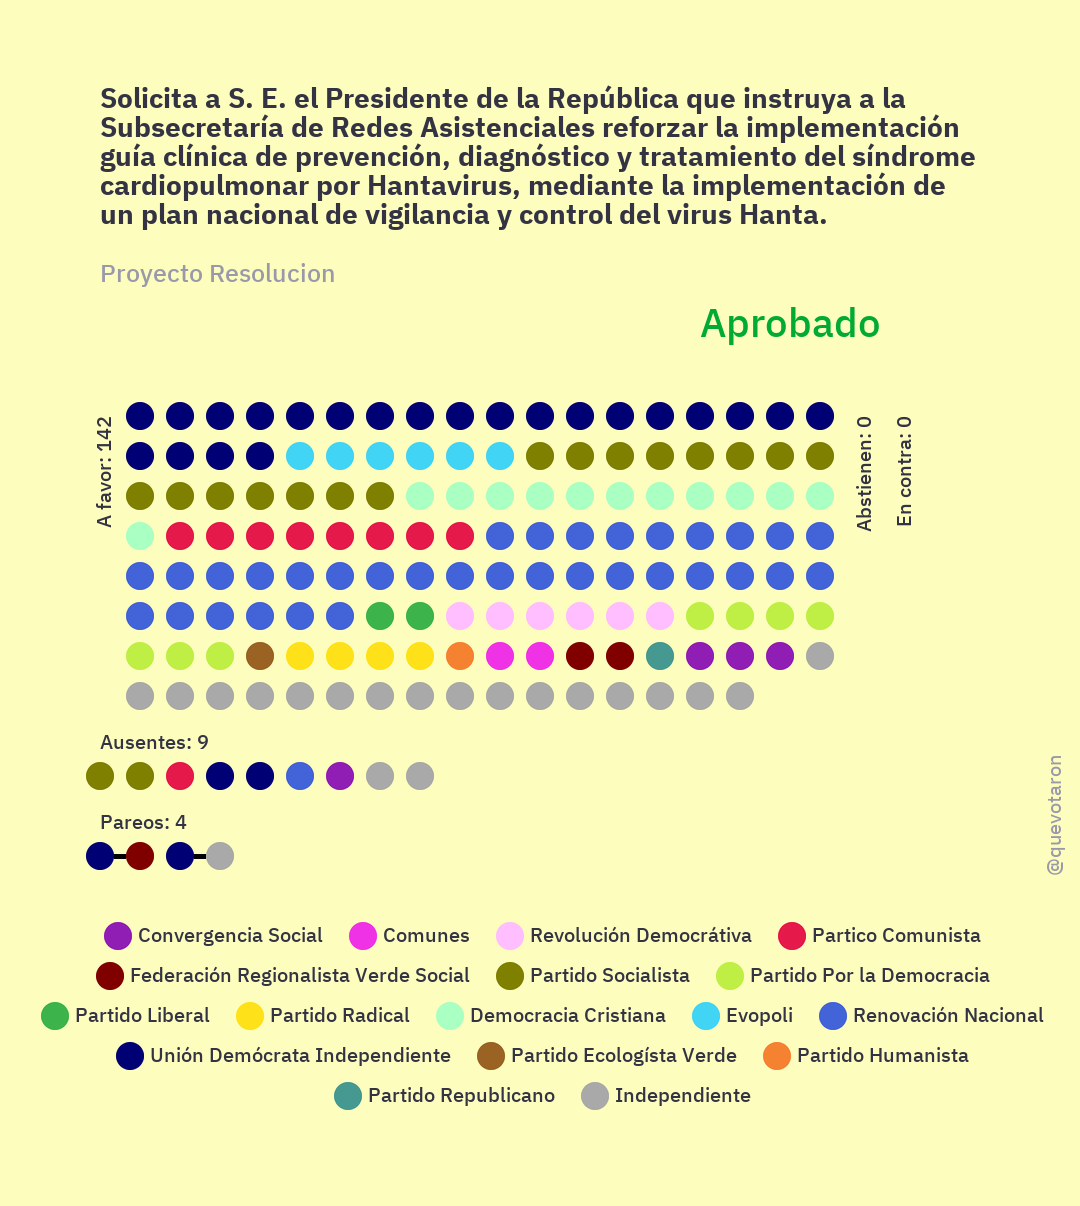 Solicita a S. E. el Presidente de la República que instruya a la
Subsecretaría de Redes Asistenciales reforzar la implementación
guía clínica de prevención, diagnóstico y tratamiento del síndrome
cardiopulmonar por Hantavirus, mediante la implementación de
un plan nacional de vigilancia y control del virus Hanta.
Proyecto Resolucion
Aprobado
A favor: 142
Abstienen: 0
En contra: 0
Ausentes: 9
Pareos: 4
@quevotaron
Convergencia Social
Comunes
Revolución Democrátiva
Partico Comunista
Federación Regionalista Verde Social
Partido Socialista
Partido Por la Democracia
Partido Liberal
Partido Radical
Democracia Cristiana
Evopoli
Renovación Nacional
Unión Demócrata Independiente
Partido Ecologísta Verde
Partido Humanista
Partido Republicano
Independiente